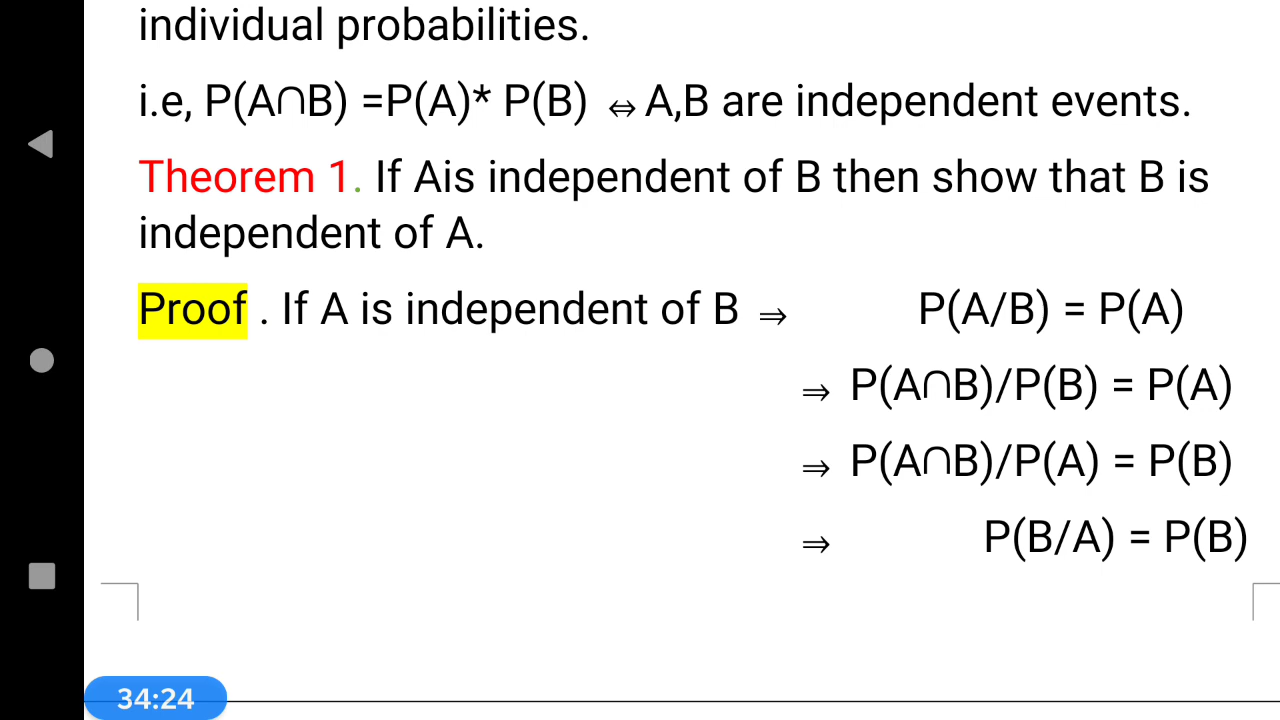 individual probabilities.
i.e, P(A∩B) =P(A)* P(B) ⇔ A,B are independent events.
Theorem 1. If Ais independent of B then show that B is
independent of A.
Proof . If A is independent of B ⇒ P(A/B) = P(A)
⇒ P(A∩B)/P(B) = P(A)
⇒ P(A∩B)/P(A) = P(B)
⇒ P(B/A) = P(B)
34:24